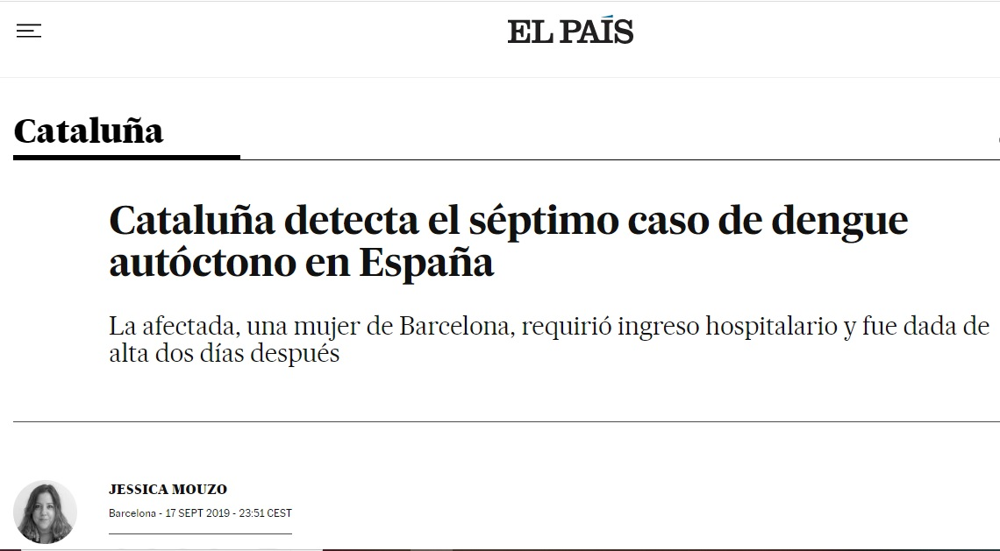 EL PAÍS
Cataluña
Cataluña detecta el séptimo caso de dengue
autóctono en España
La afectada, una mujer de Barcelona, requirió ingreso hospitalario y fue dada de
alta dos días después
JESSICA MOUZO
Barcelona - 17 SEPT 2019 - 23:51 CEST